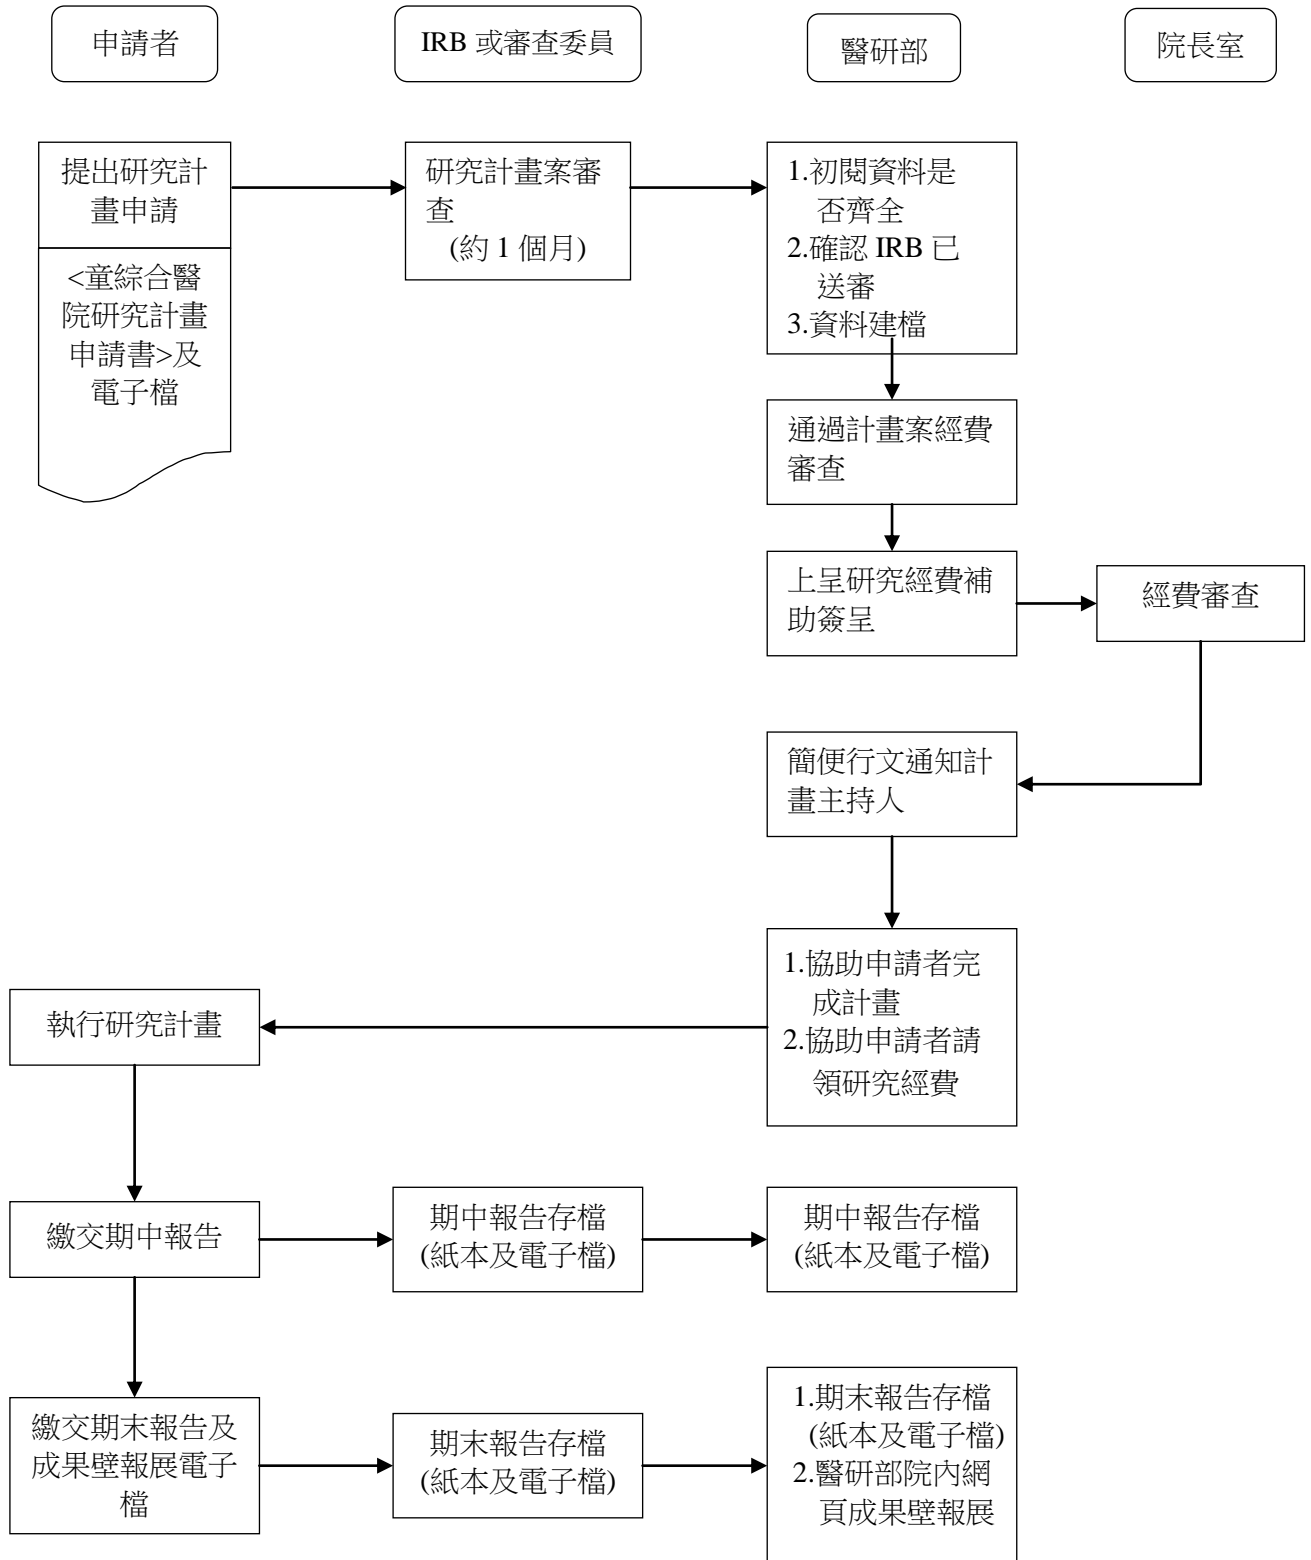 申請者
IRB 或審查委員
醫研部
院長室
提出研究計
畫申請
<童綜合醫
院研究計畫
申請書>及
電子檔
研究計畫案審
查
(約 1 個月)
1.初閱資料是
否齊全
2.確認 IRB 已
送審
3.資料建檔
通過計畫案經費
審查
上呈研究經費補
助簽呈
經費審查
簡便行文通知計
畫主持人
1.協助申請者完
成計畫
2.協助申請者請
領研究經費
執行研究計畫
繳交期中報告
期中報告存檔
(紙本及電子檔)
期中報告存檔
(紙本及電子檔)
繳交期末報告及
成果壁報展電子
檔
期末報告存檔
(紙本及電子檔)
1.期末報告存檔
(紙本及電子檔)
2.醫研部院內網
頁成果壁報展